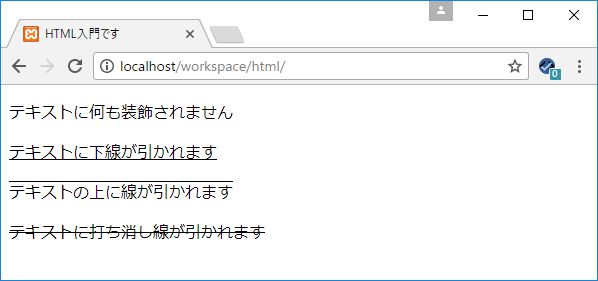 HTML入門です
localhost/workspace/html/
0
テキストに何も装飾されません
テキストに下線が引かれます
テキストの上に線が引かれます
テキストに打ち消し線が引かれます